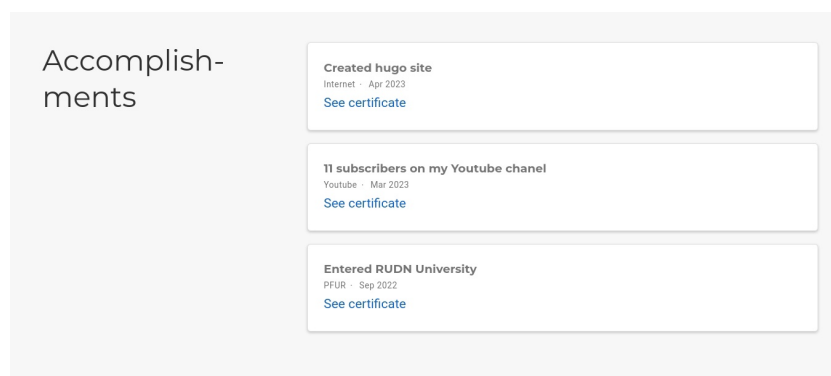 Accomplish-
ments
Created hugo site
Internet · Apr 2023
See certificate
11 subscribers on my Youtube chanel
Youtube · Mar 2023
See certificate
Entered RUDN University
PFUR · Sep 2022
See certificate